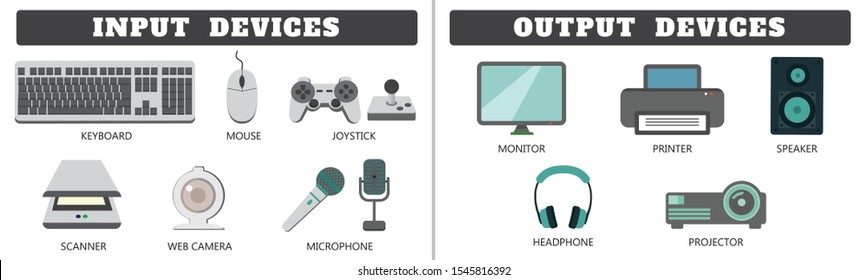 INPUT DEVICES
KEYBOARD
MOUSE
JOYSTICK
SCANNER
WEB CAMERA
MICROPHONE
OUTPUT DEVICES
MONITOR
PRINTER
SPEAKER
HEADPHONE
PROJECTOR
shutterstock.com · 1545816392